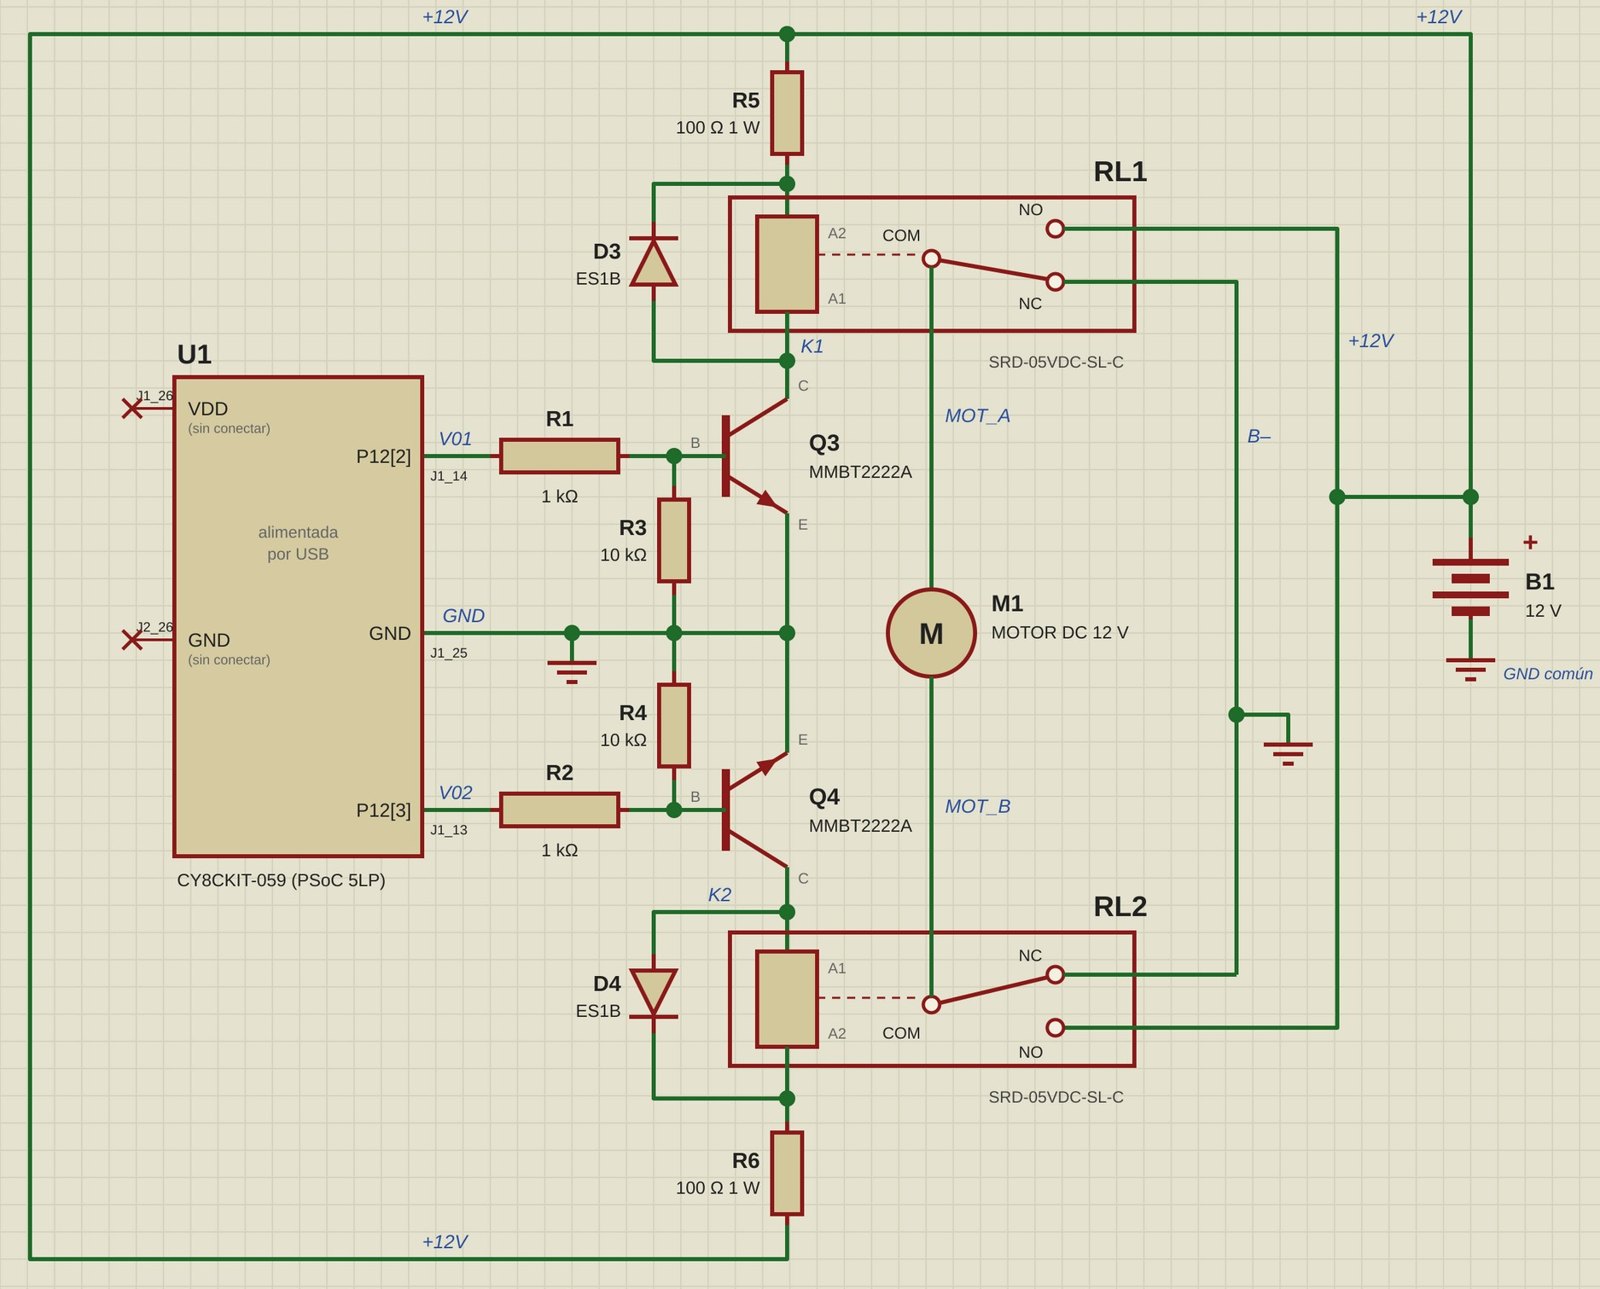 +12V
+12V
R5
100 Ω 1 W
RL1
NO
A2
COM
D3
ES1B
A1
NC
K1
SRD-05VDC-SL-C
+12V
U1
C
J1_26
VDD
(sin conectar)
MOT_A
R1
V01
B
Q3
B–
P12[2]
J1_14
MMBT2222A
1 kΩ
alimentada
por USB
R3
10 kΩ
E
+
B1
12 V
M1
MOTOR DC 12 V
M
GND
J2_26
GND
(sin conectar)
GND
J1_25
GND común
R4
10 kΩ
E
R2
V02
B
Q4
MOT_B
P12[3]
J1_13
MMBT2222A
1 kΩ
CY8CKIT-059 (PSoC 5LP)
C
K2
RL2
NC
A1
D4
ES1B
A2
COM
NO
SRD-05VDC-SL-C
R6
100 Ω 1 W
+12V